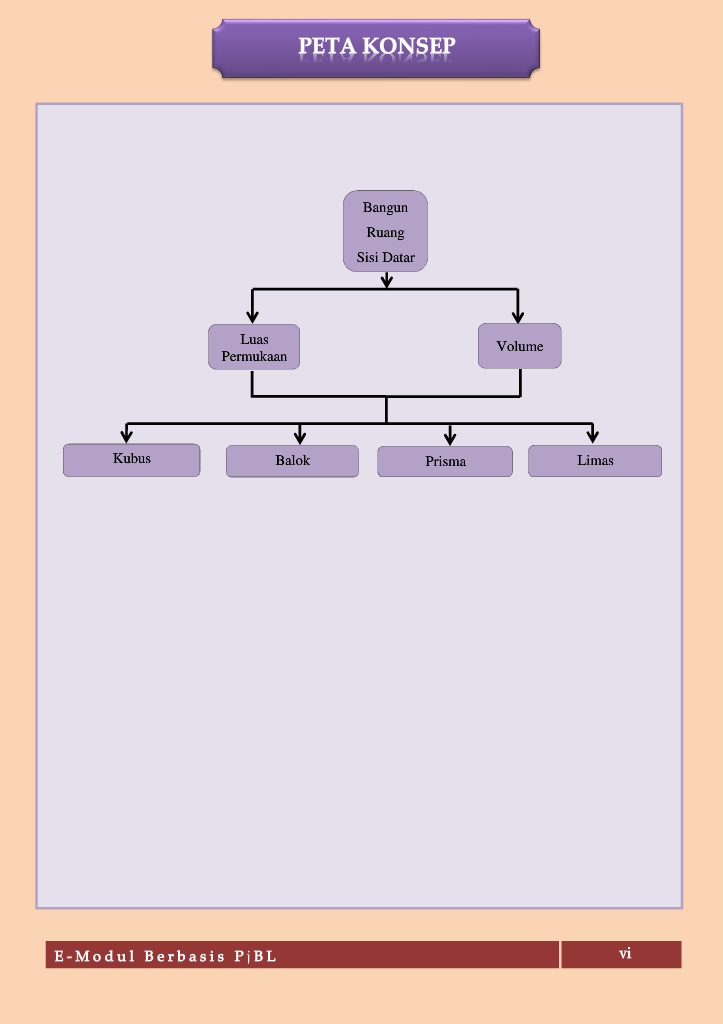 PETA KONSEP
Bangun
Ruang
Sisi Datar
Luas
Permukaan
Volume
Kubus
Balok
Prisma
Limas
E-Modul Berbasis PjBL
vi